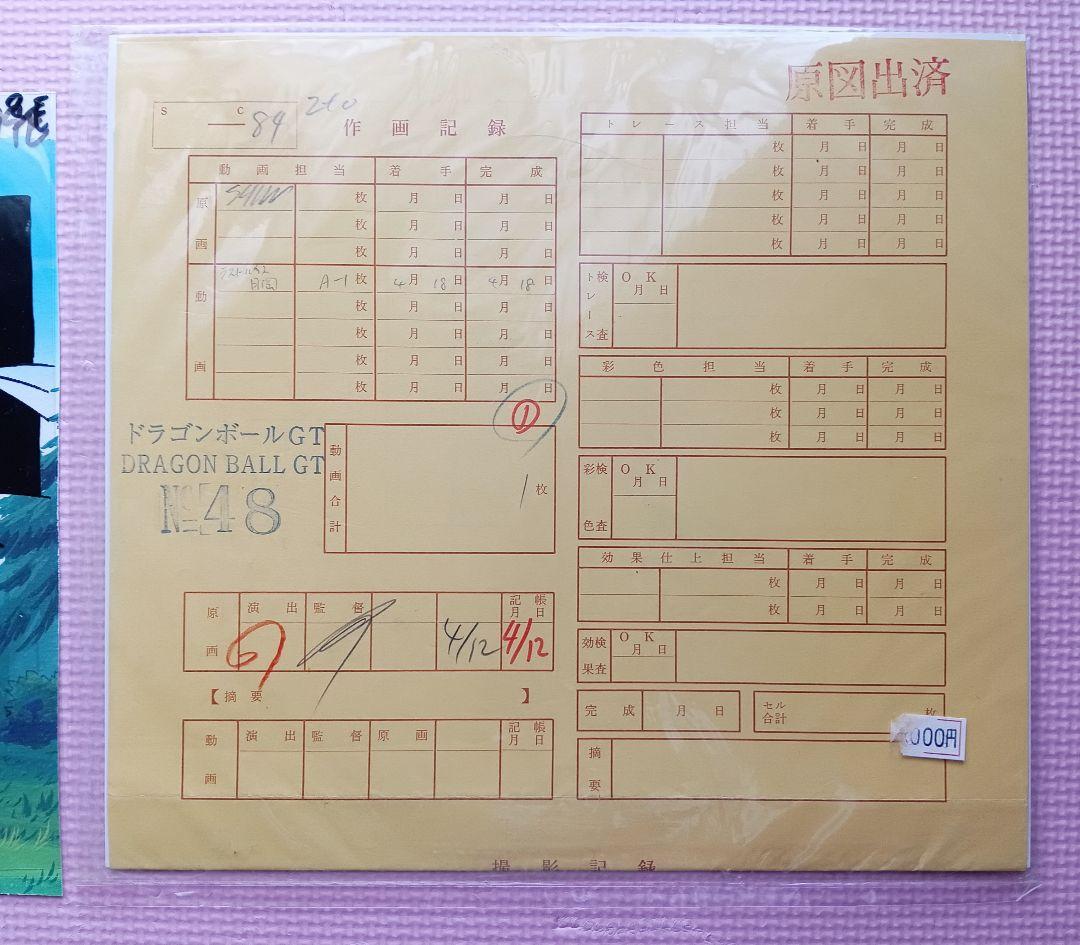 原図出済
S C
— 84
2+0
作画記録
動画担当 着手 完成
原画
SHIN 枚 月 日 月 日
枚 月 日 月 日
枚 月 日 月 日
動画
A-1 枚 4月 18日 4月 18日
枚 月 日 月 日
枚 月 日 月 日
枚 月 日 月 日
枚 月 日 月 日
①
ドラゴンボールGT
DRAGON BALL GT
No 48
動画合計
1枚
原画 演出 監督 記帳月日
4/12 4/12
【摘要 】
動画 演出 監督 原画 記帳月日
トレース担当 着手 完成
枚 月 日 月 日
枚 月 日 月 日
枚 月 日 月 日
枚 月 日 月 日
枚 月 日 月 日
トレース検査 OK 月 日
彩色担当 着手 完成
枚 月 日 月 日
枚 月 日 月 日
枚 月 日 月 日
彩色検査 OK 月 日
効果仕上担当 着手 完成
枚 月 日 月 日
枚 月 日 月 日
効果検査 OK 月 日
完成 月 日 セル合計 枚
000円
摘要
撮影記録